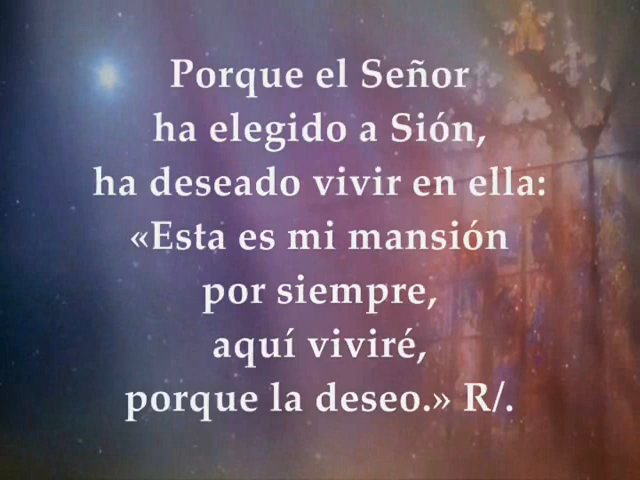 Porque el Señor
ha elegido a Sión,
ha deseado vivir en ella:
«Esta es mi mansión
por siempre,
aquí viviré,
porque la deseo.» R/.